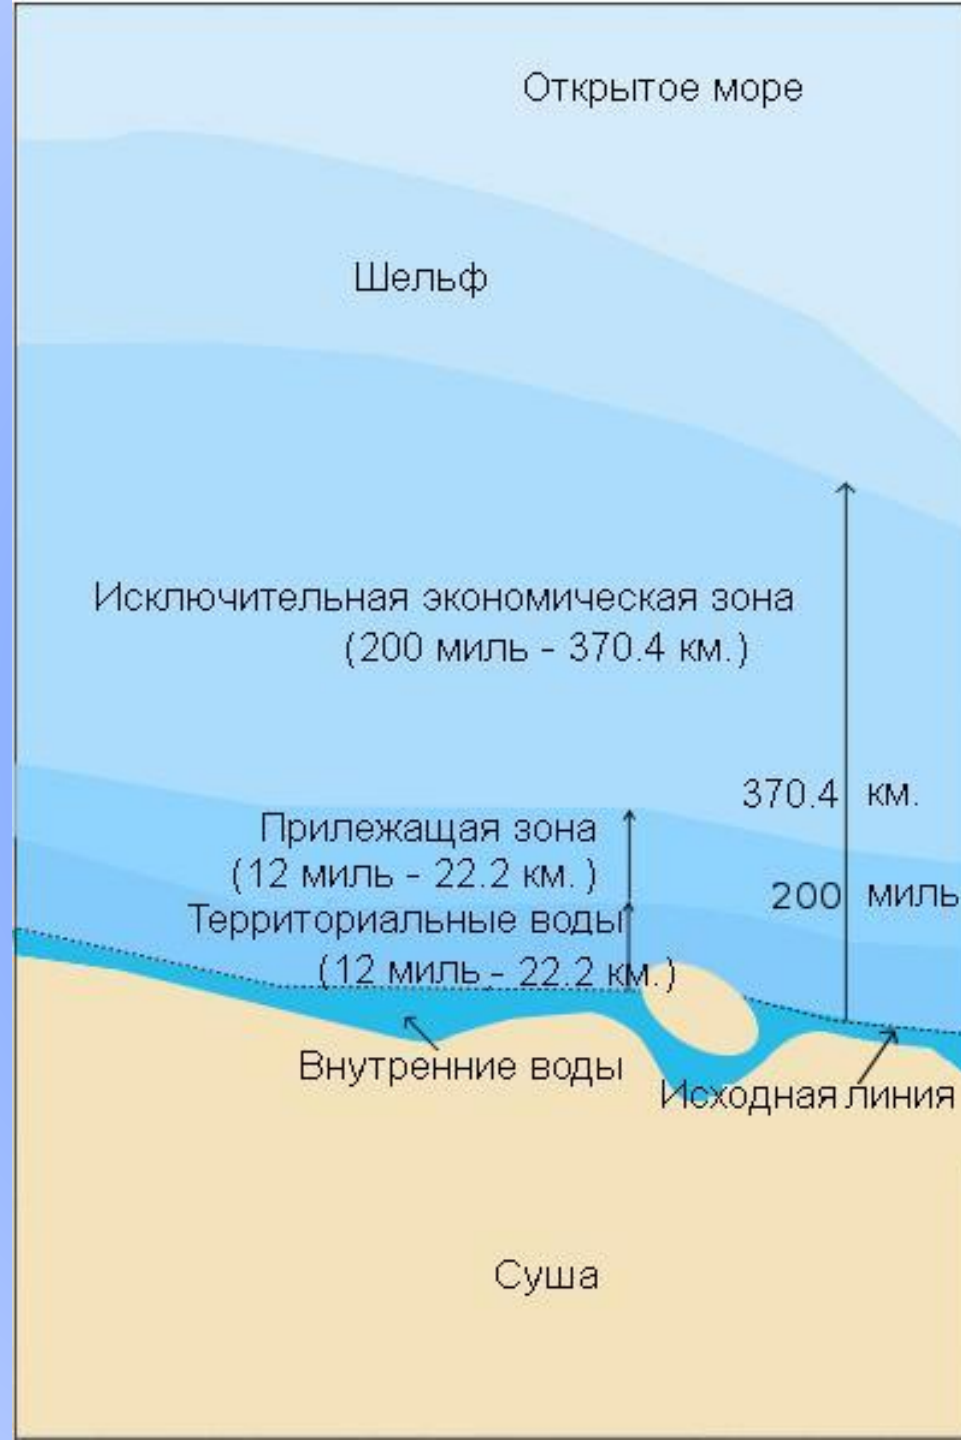 Открытое море
Шельф
Исключительная экономическая зона
(200 миль - 370.4 км.)
370.4 км.
Прилежащая зона
(12 миль - 22.2 км. )
200 миль
Территориальные воды
(12 миль - 22.2 км.)
Внутренние воды
Исходная линия
Суша